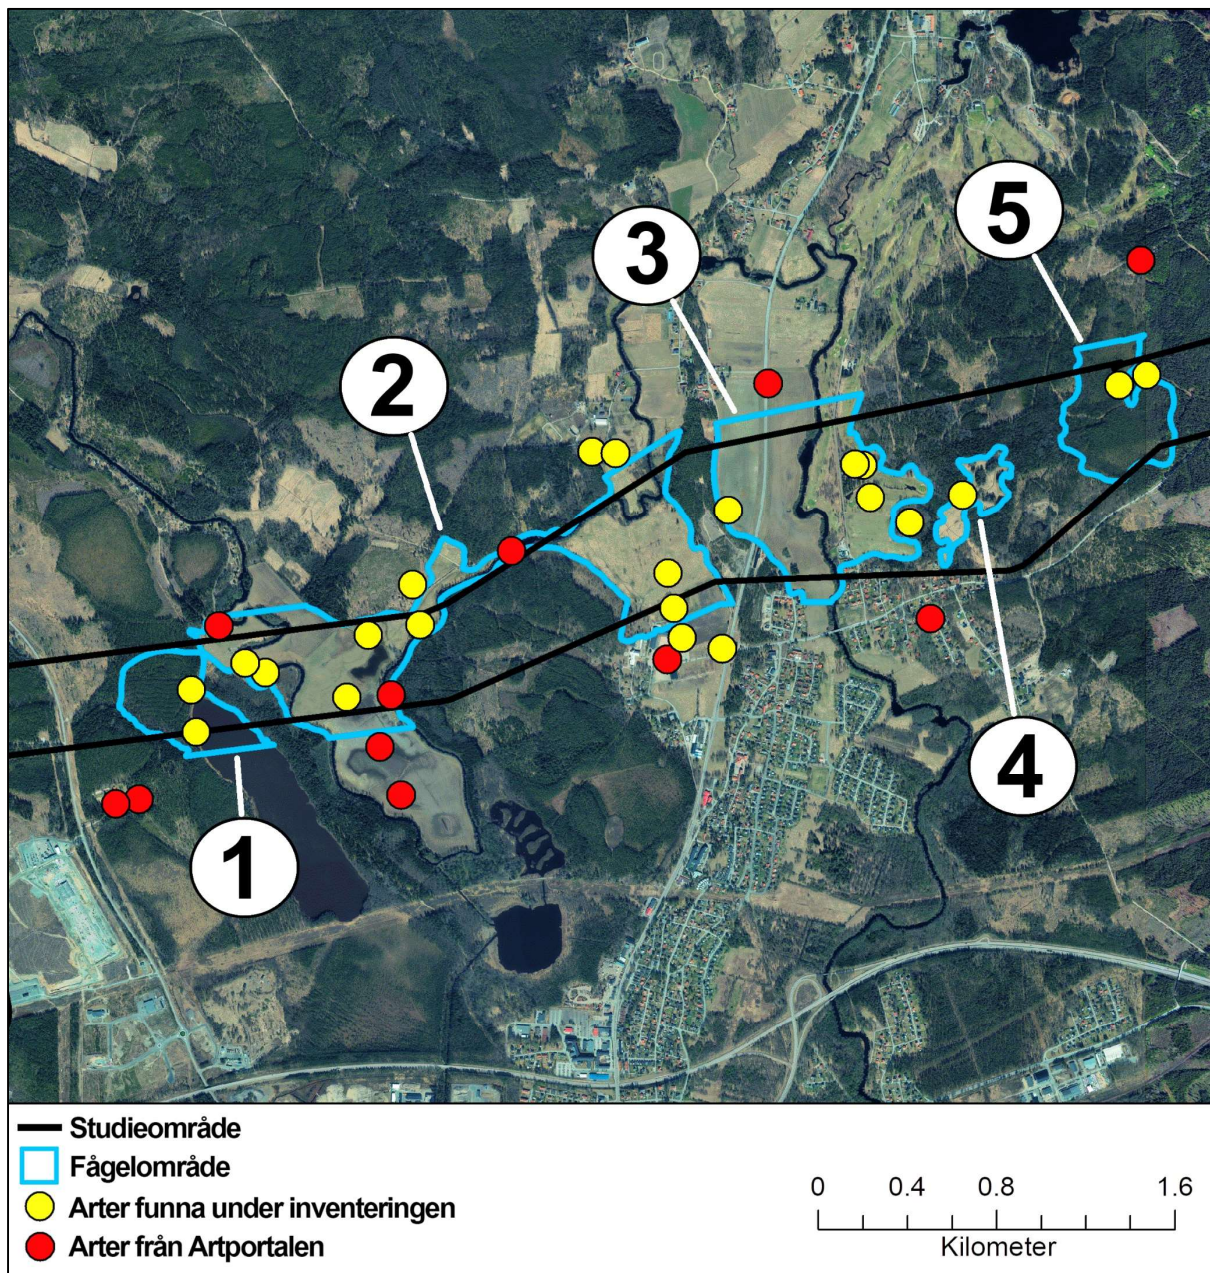 5
3
2
4
1
Studieområde
Fågelområde
Arter funna under inventeringen
Arter från Artportalen
0 0.4 0.8 1.6
Kilometer